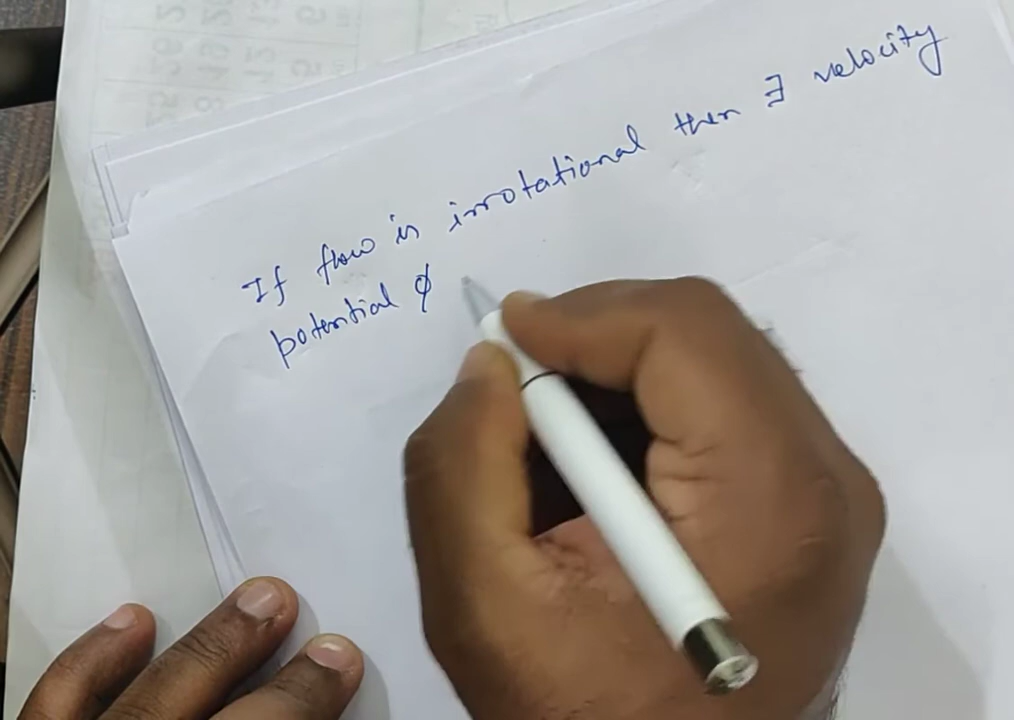 If flow is irrotational then ∃ velocity
potential ϕ